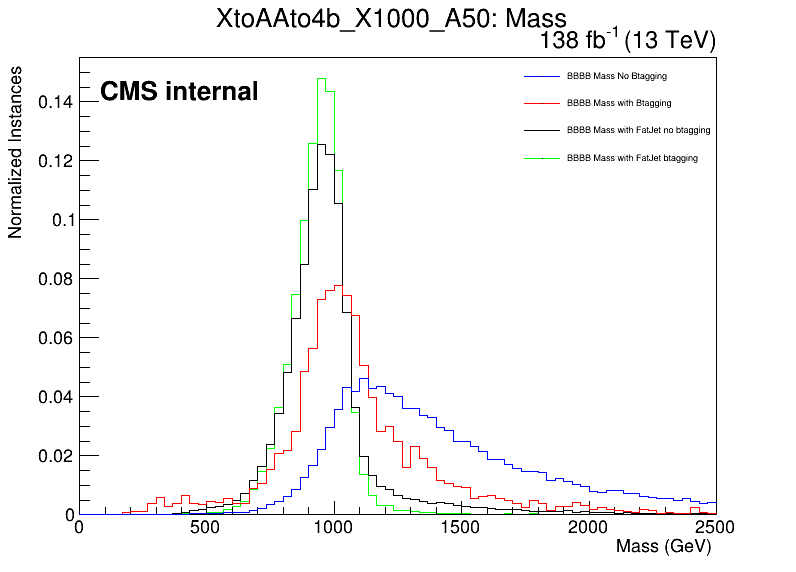 XtoAAto4b_X1000_A50: Mass
138 fb-1 (13 TeV)
CMS internal
BBBB Mass No Btagging
BBBB Mass with Btagging
BBBB Mass with FatJet no btagging
BBBB Mass with FatJet btagging
Normalized Instances
0.14
0.12
0.1
0.08
0.06
0.04
0.02
0
0 500 1000 1500 2000 2500
Mass (GeV)